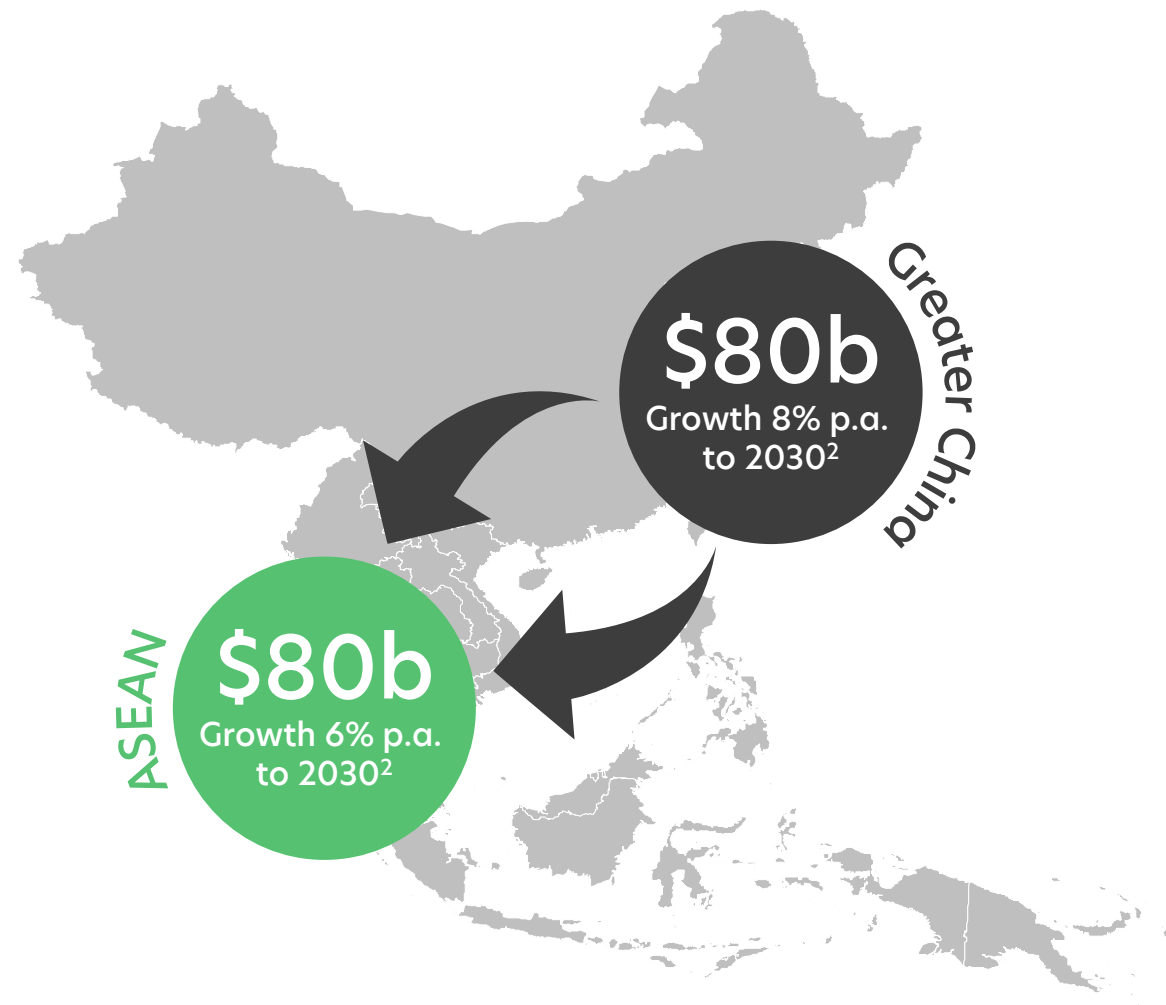 Greater China
$80b
Growth 8% p.a.
to 2030²
ASEAN
$80b
Growth 6% p.a.
to 2030²